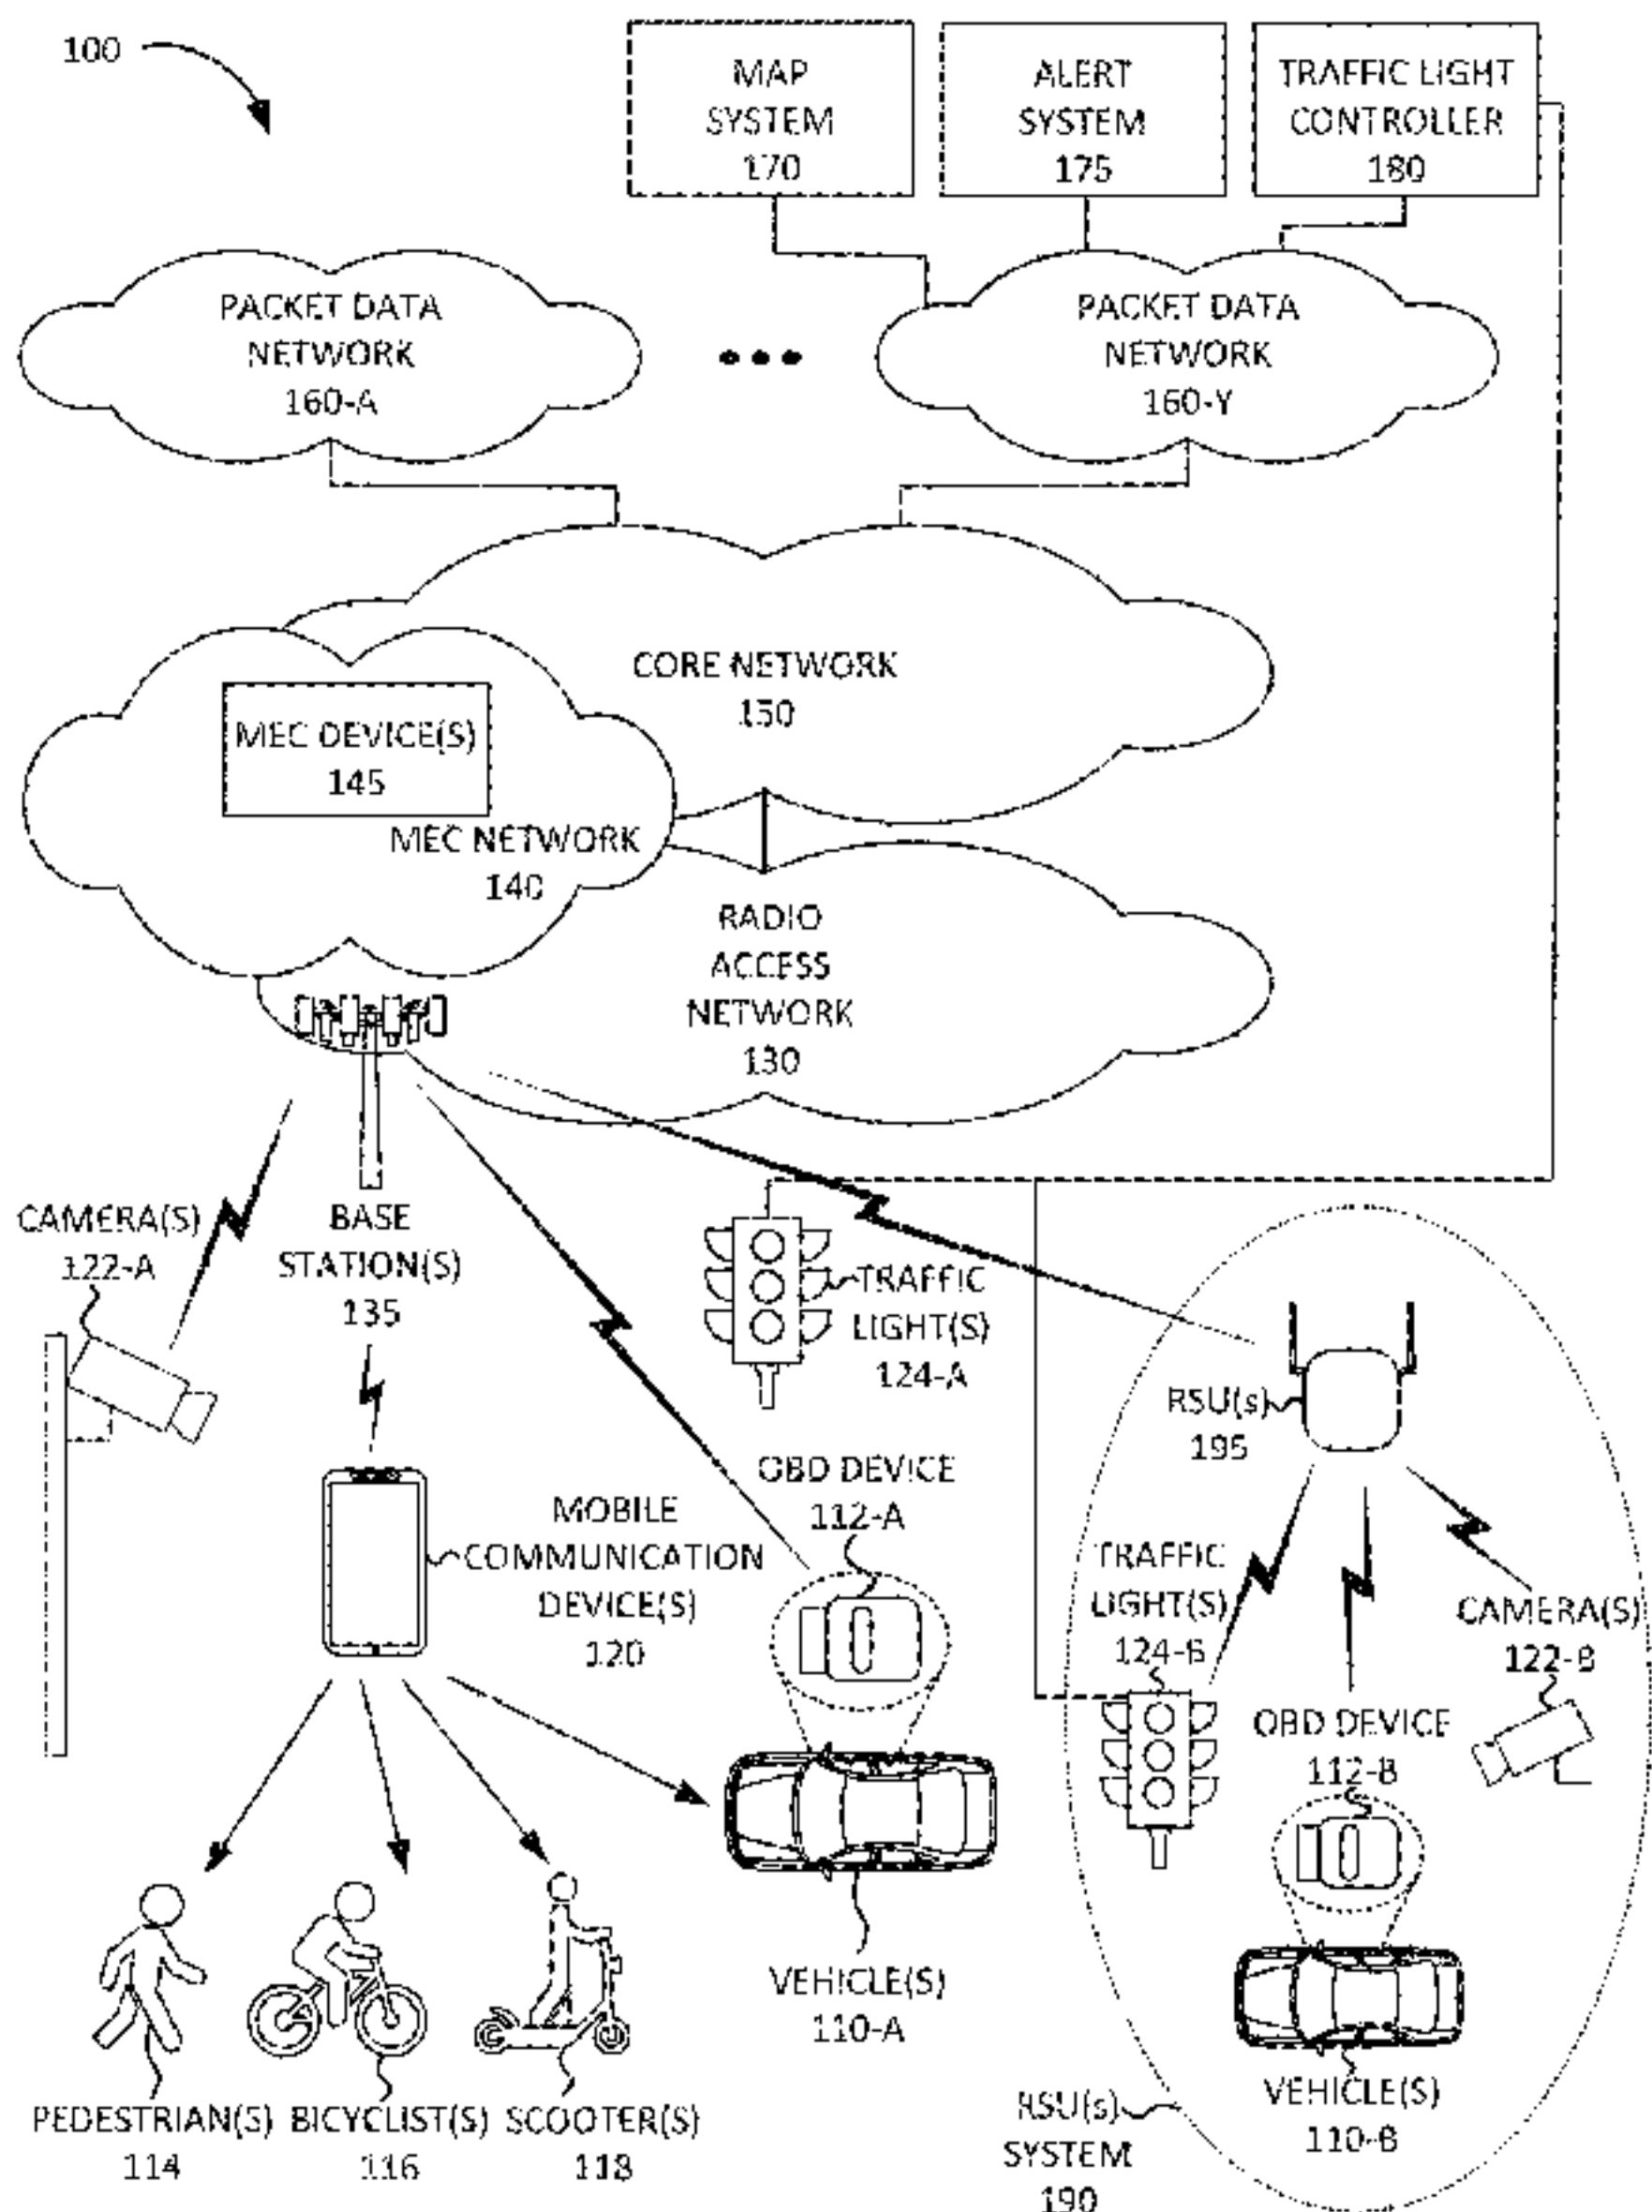 100
MAP
SYSTEM
170
ALERT
SYSTEM
175
TRAFFIC LIGHT
CONTROLLER
180
PACKET DATA
NETWORK
160-A
PACKET DATA
NETWORK
160-Y
CORE NETWORK
150
MEC DEVICE(S)
145
MEC NETWORK
140
RADIO
ACCESS
NETWORK
130
CAMERA(S)
122-A
BASE
STATION(S)
135
TRAFFIC
LIGHT(S)
124-A
RSU(s)
195
OBD DEVICE
112-A
MOBILE
COMMUNICATION
DEVICE(S)
120
TRAFFIC
LIGHT(S)
124-B
CAMERA(S)
122-B
OBD DEVICE
112-B
VEHICLE(S)
110-A
PEDESTRIAN(S)
114
BICYCLIST(S)
116
SCOOTER(S)
118
VEHICLE(S)
110-B
RSU(s)
SYSTEM
190